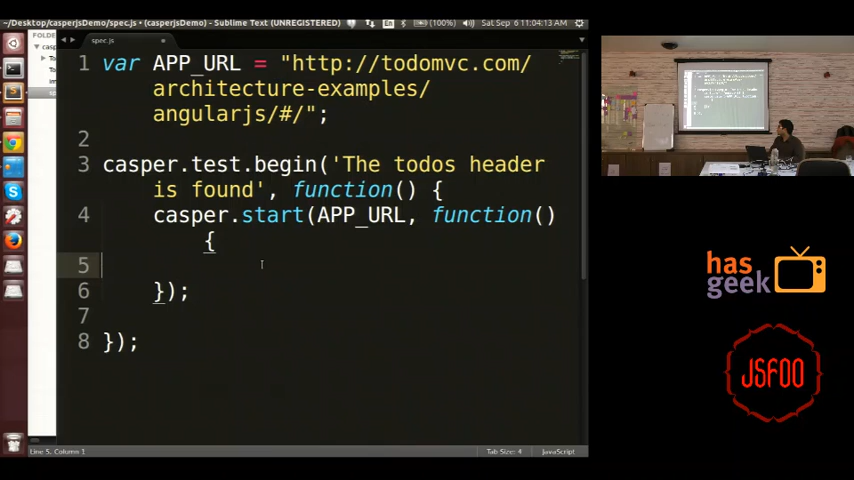 ~/Desktop/casperjsDemo/spec.js (casperjsDemo) - Sublime Text (UNREGISTERED)
En
(100%)
Sat Sep 6 11:04:13 AM
FOLD
spec.js
1 var APP_URL = "http://todomvc.com/
architecture-examples/
angularjs/#/";
2
3 casper.test.begin('The todos header
is found', function() {
4 casper.start(APP_URL, function()
{
5
6 });
7
8 });
Line 5, Column 1
Tab Size: 4
JavaScript
has
geek
JSFOO